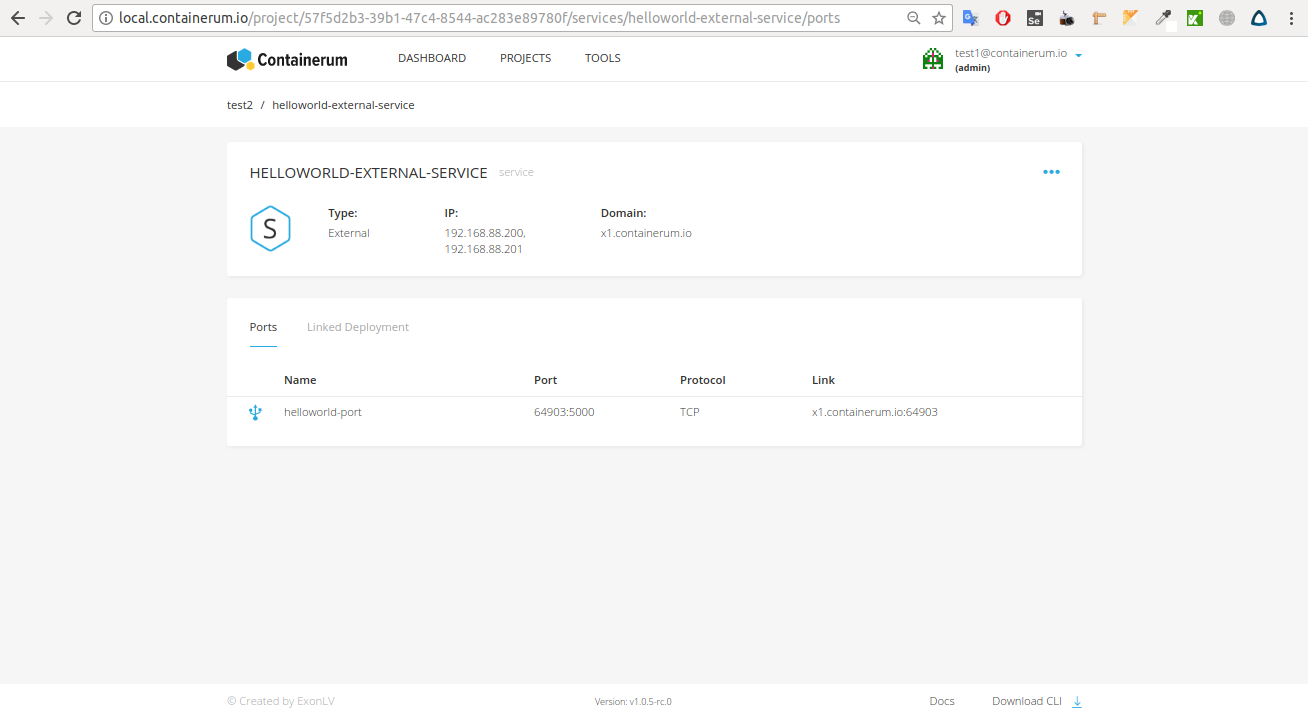 local.containerum.io/project/57f5d2b3-39b1-47c4-8544-ac283e89780f/services/helloworld-external-service/ports
Se
Containerum
DASHBOARD PROJECTS TOOLS
test1@containerum.io
(admin)
test2 / helloworld-external-service
HELLOWORLD-EXTERNAL-SERVICE service
S
Type: IP: Domain:
External 192.168.88.200, x1.containerum.io
192.168.88.201
Ports Linked Deployment
Name Port Protocol Link
helloworld-port 64903:5000 TCP x1.containerum.io:64903
© Created by ExonLV Version: v1.0.5-rc.0 Docs Download CLI